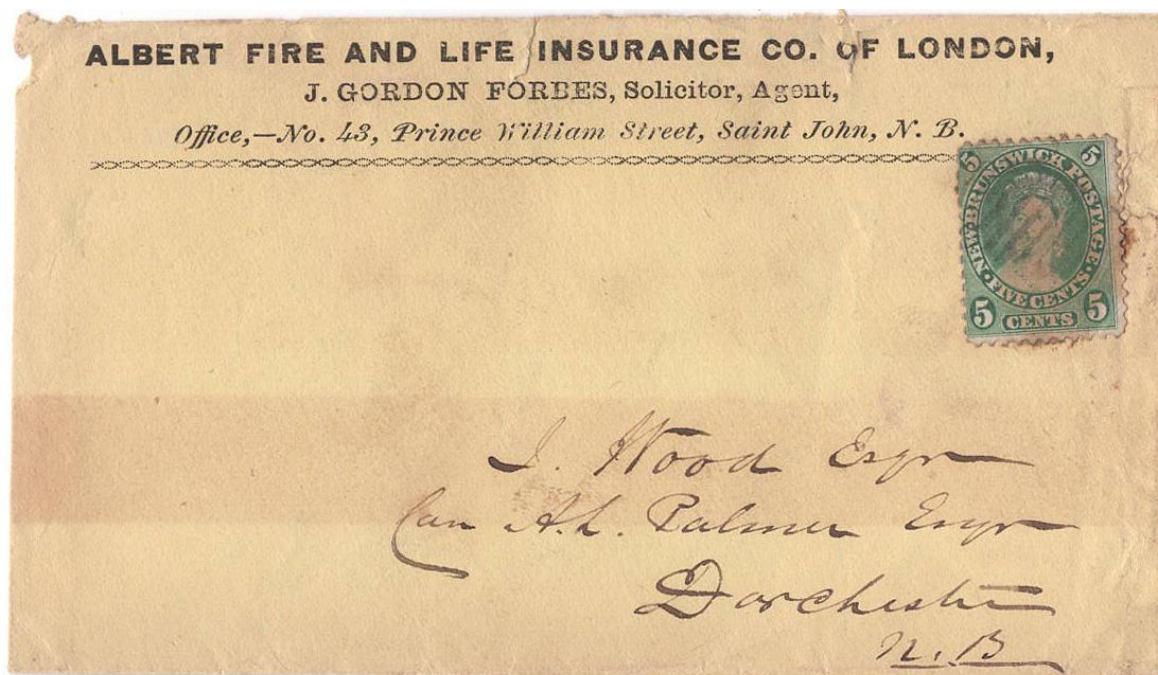 ALBERT FIRE AND LIFE INSURANCE CO. OF LONDON,
J. GORDON FORBES, Solicitor, Agent,
Office,—No. 43, Prince William Street, Saint John, N. B.
5 5
NEW·BRUNSWICK POSTAGE·
FIVE CENTS
5 CENTS 5
J. Wood Esqr
Care A. L. Palmer Esqr
Dorchester
N. B